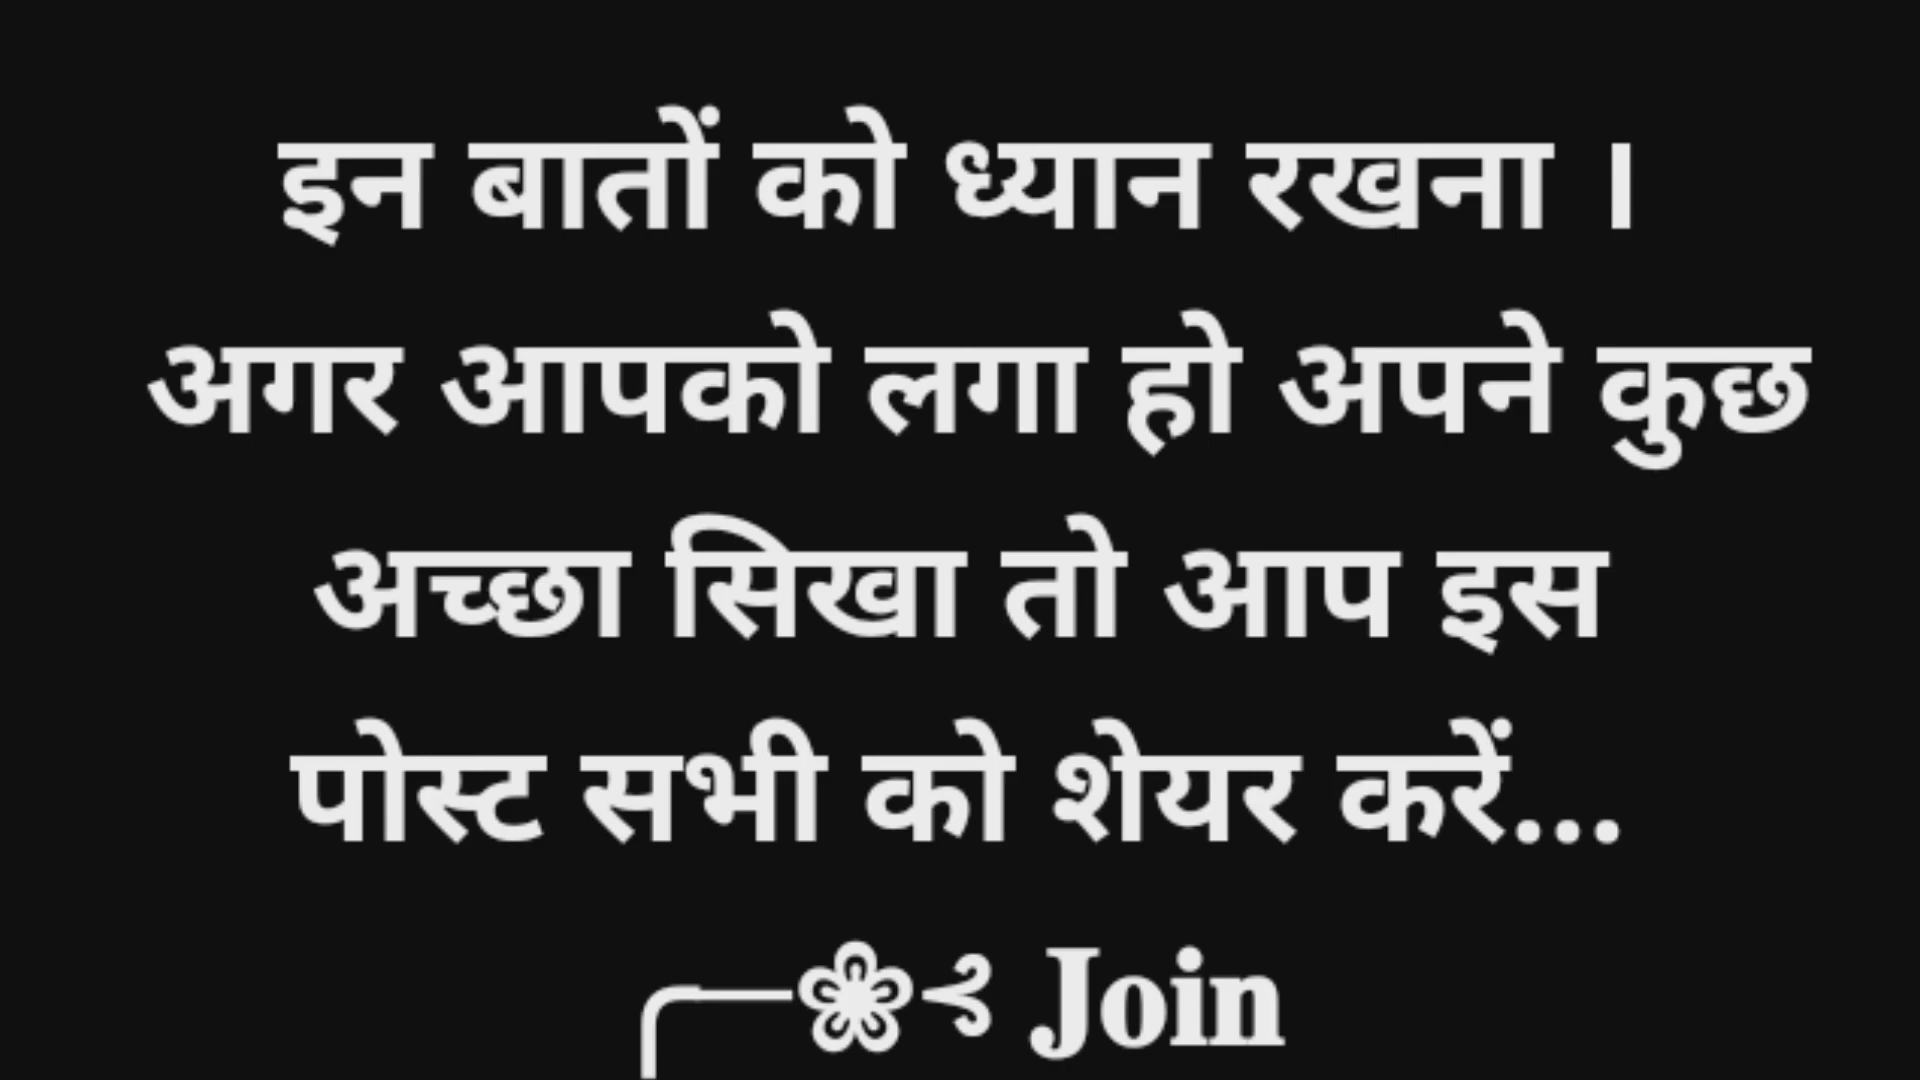 इन बातों को ध्यान रखना ।
अगर आपको लगा हो अपने कुछ
अच्छा सिखा तो आप इस
पोस्ट सभी को शेयर करें...
╭─❀⊰ Join